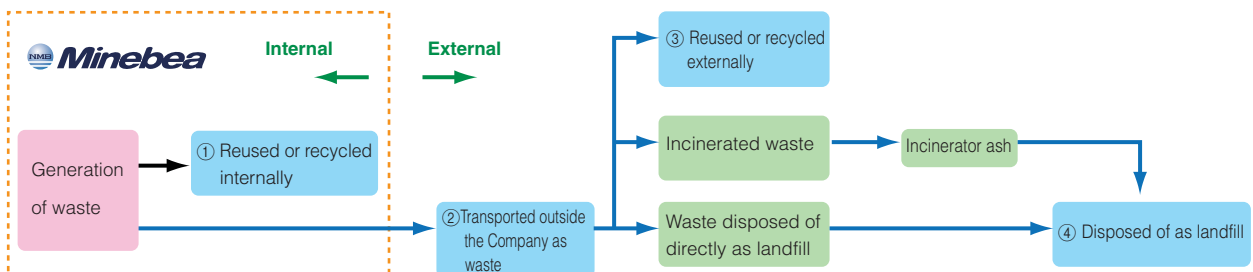 NMB Minebea
Internal
External
Generation
of waste
① Reused or recycled
internally
② Transported outside
the Company as
waste
③ Reused or recycled
externally
Incinerated waste
Incinerator ash
Waste disposed of
directly as landfill
④ Disposed of as landfill